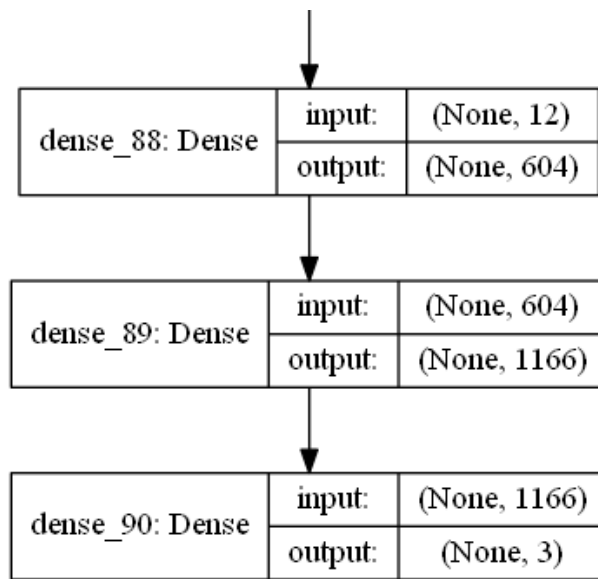 dense_88: Dense
input:
(None, 12)
output:
(None, 604)
dense_89: Dense
input:
(None, 604)
output:
(None, 1166)
dense_90: Dense
input:
(None, 1166)
output:
(None, 3)